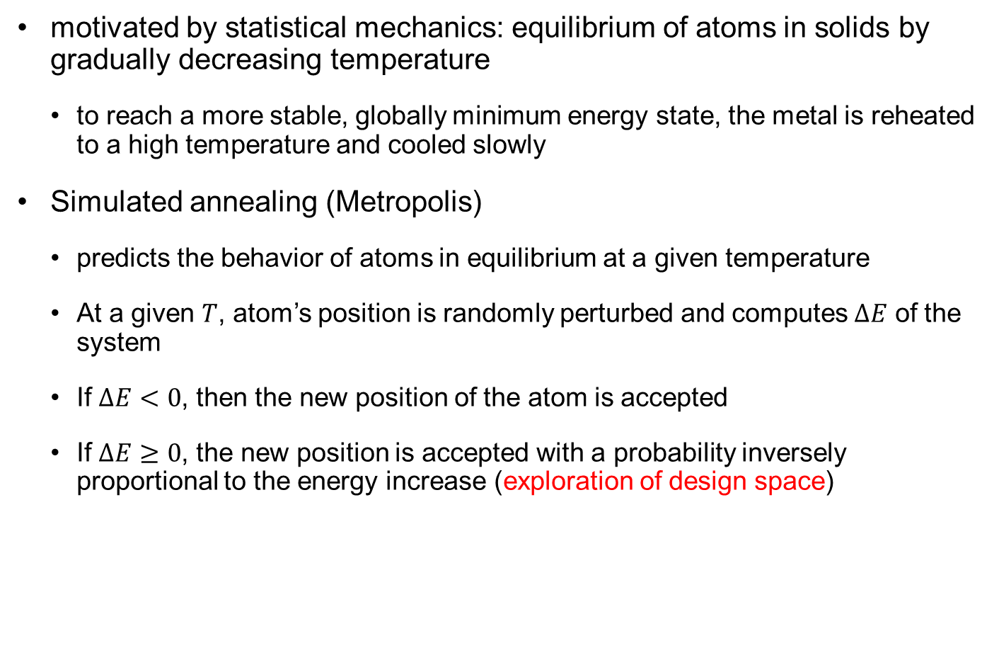 • motivated by statistical mechanics: equilibrium of atoms in solids by
gradually decreasing temperature
• to reach a more stable, globally minimum energy state, the metal is reheated
to a high temperature and cooled slowly
• Simulated annealing (Metropolis)
• predicts the behavior of atoms in equilibrium at a given temperature
• At a given 𝑇, atom’s position is randomly perturbed and computes Δ𝐸 of the
system
• If Δ𝐸 < 0, then the new position of the atom is accepted
• If Δ𝐸 ≥ 0, the new position is accepted with a probability inversely
proportional to the energy increase (exploration of design space)